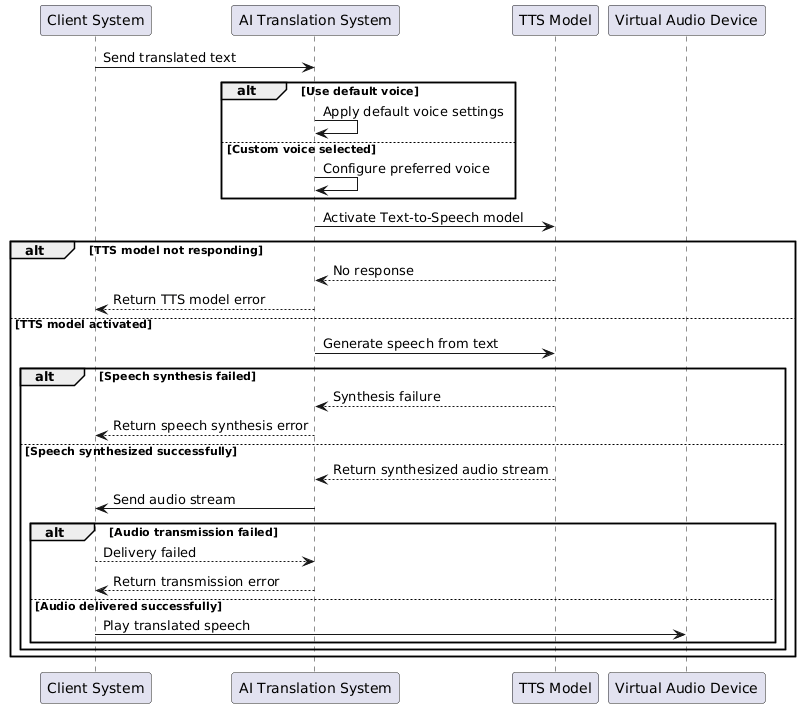 Client System
AI Translation System
TTS Model
Virtual Audio Device
Send translated text
alt
[Use default voice]
Apply default voice settings
[Custom voice selected]
Configure preferred voice
Activate Text-to-Speech model
alt
[TTS model not responding]
No response
Return TTS model error
[TTS model activated]
Generate speech from text
alt
[Speech synthesis failed]
Synthesis failure
Return speech synthesis error
[Speech synthesized successfully]
Return synthesized audio stream
Send audio stream
alt
[Audio transmission failed]
Delivery failed
Return transmission error
[Audio delivered successfully]
Play translated speech
Client System
AI Translation System
TTS Model
Virtual Audio Device